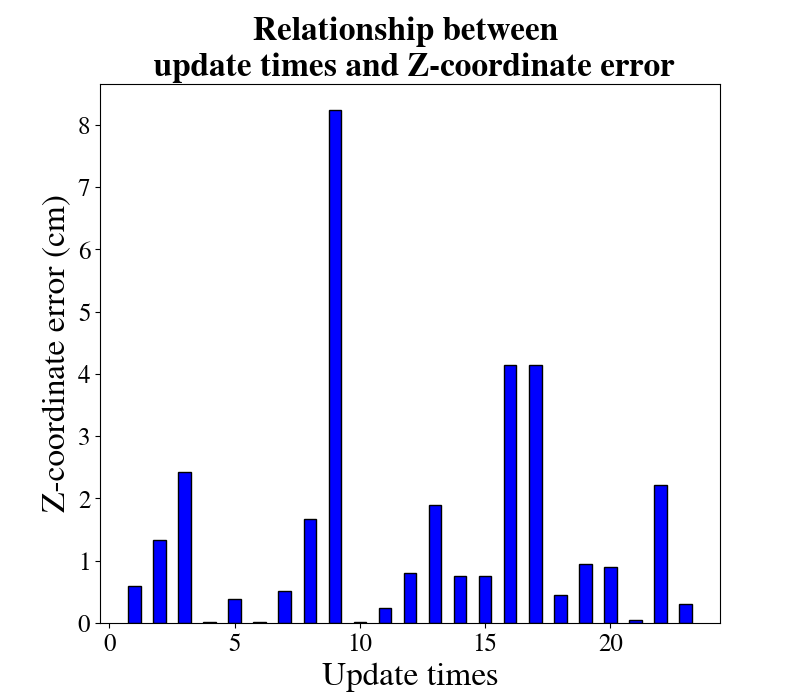 Relationship between
update times and Z-coordinate error
Z-coordinate error (cm)
8
7
6
5
4
3
2
1
0
0 5 10 15 20
Update times